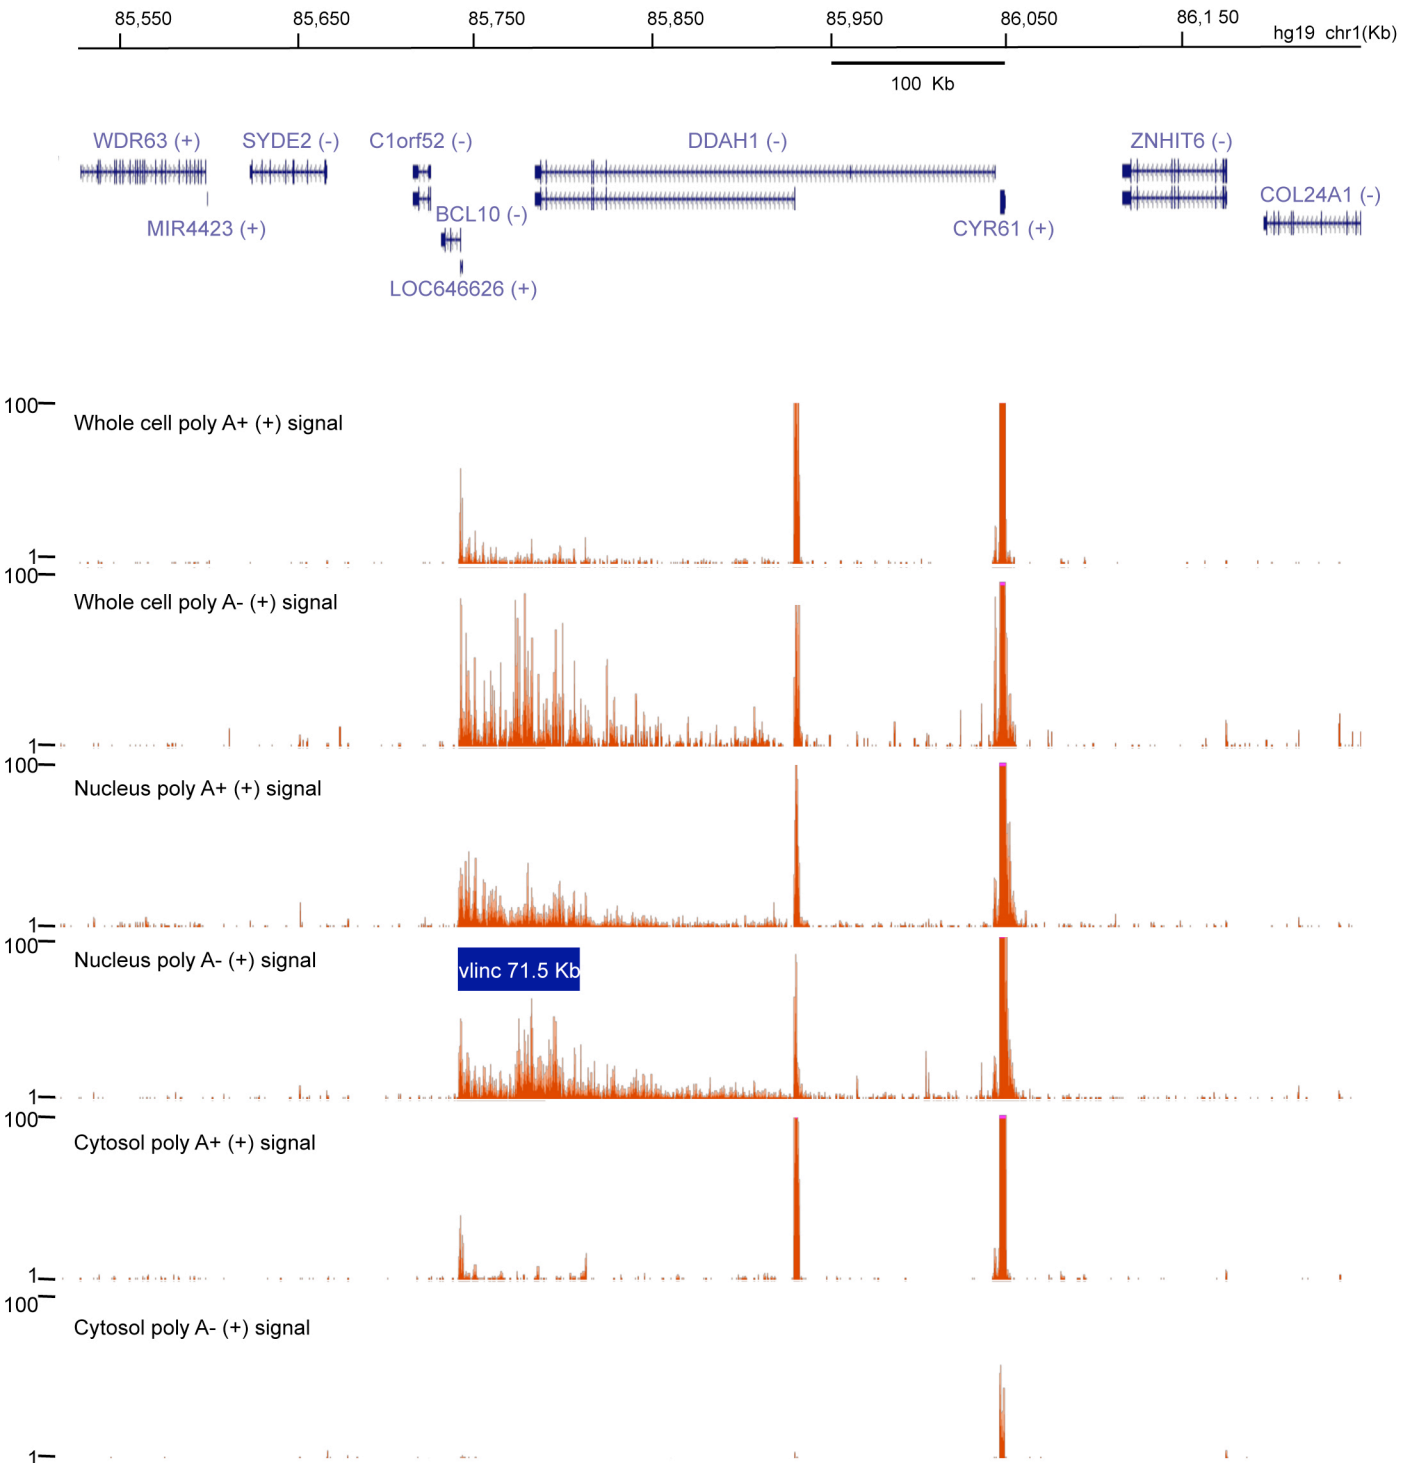 85,550 85,650 85,750 85,850 85,950 86,050 86,1 50
hg19 chr1(Kb)
100 Kb
WDR63 (+) SYDE2 (-) C1orf52 (-) DDAH1 (-) ZNHIT6 (-)
COL24A1 (-)
BCL10 (-)
MIR4423 (+) CYR61 (+)
LOC646626 (+)
100
Whole cell poly A+ (+) signal
1
100
Whole cell poly A- (+) signal
1
100
Nucleus poly A+ (+) signal
1
100
Nucleus poly A- (+) signal
vlinc 71.5 Kb
1
100
Cytosol poly A+ (+) signal
1
100
Cytosol poly A- (+) signal
1